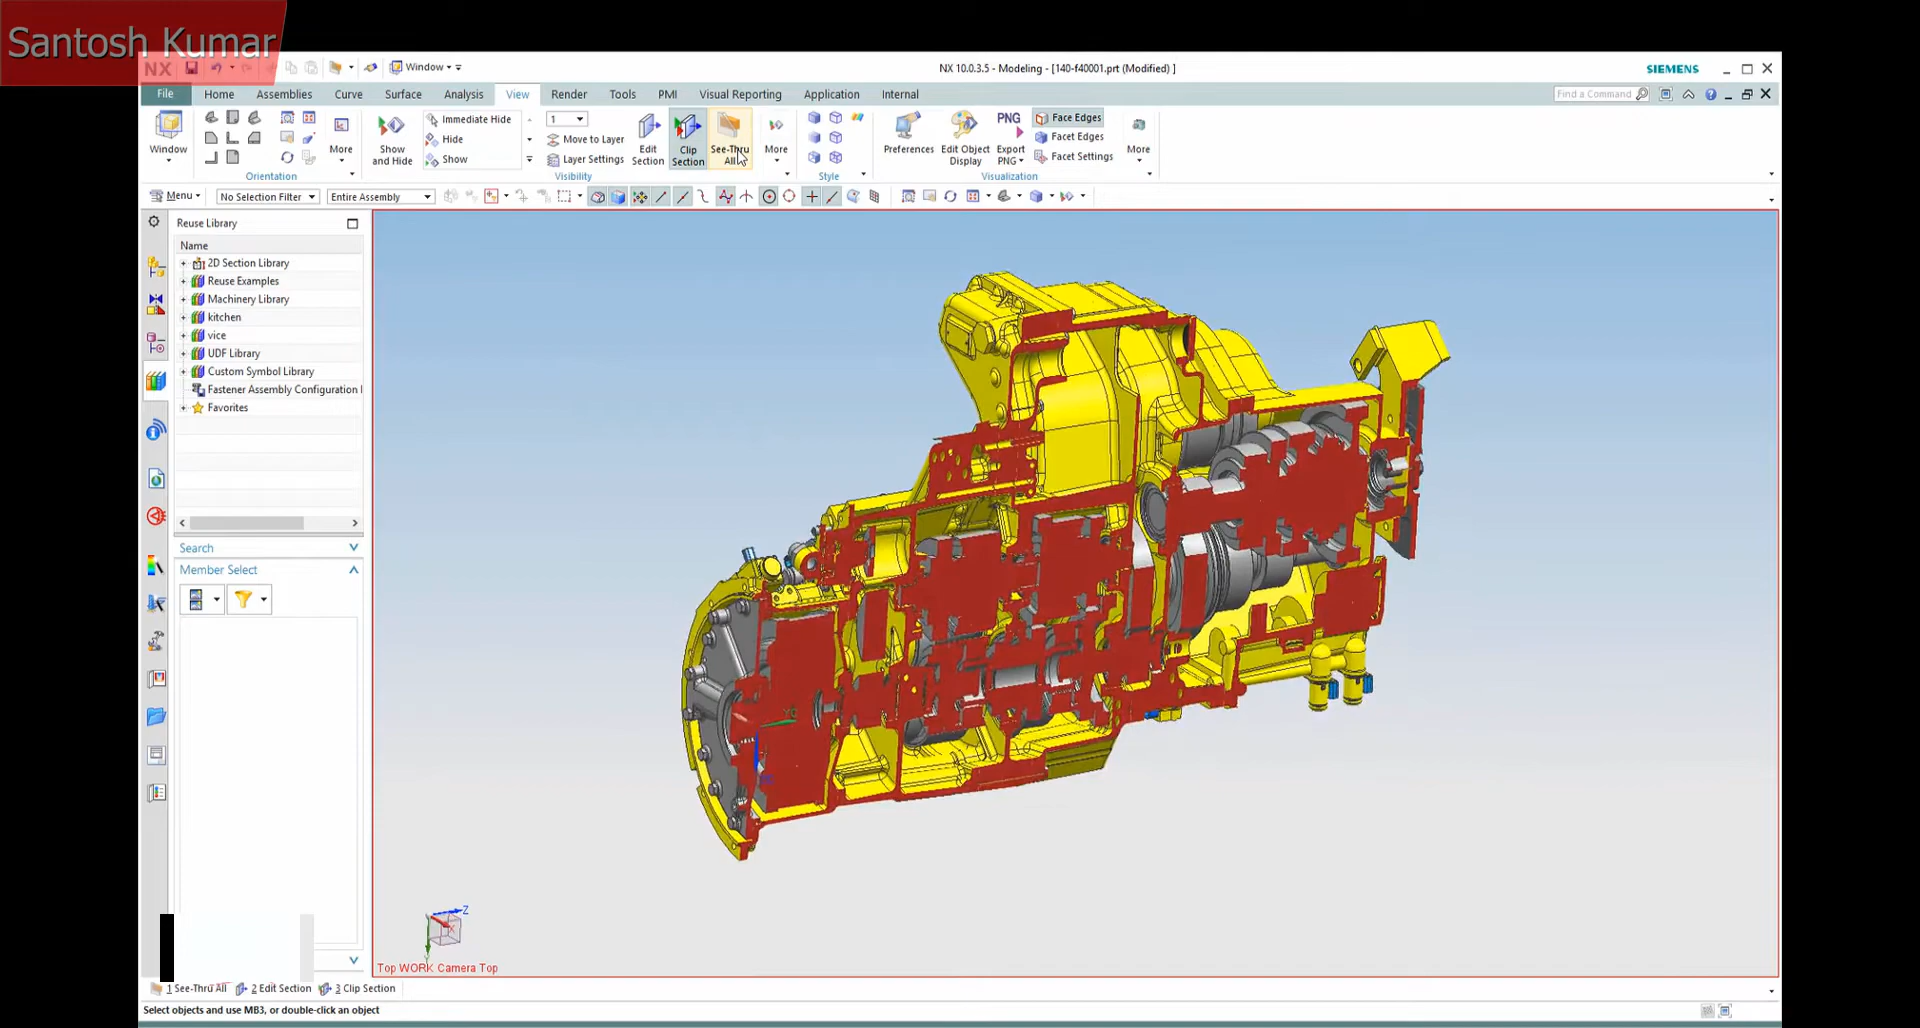 Santosh Kumar
NX Window NX 10.0.3.5 - Modeling - [140-f40001.prt (Modified) ] SIEMENS
File Home Assemblies Curve Surface Analysis View Render Tools PMI Visual Reporting Application Internal Find a Command
Window More Show and Hide Immediate Hide Hide Show 1 Move to Layer Layer Settings Edit Section Clip Section See-Thru All More Preferences Edit Object Display PNG Export PNG Face Edges Facet Edges Facet Settings More
Orientation Visibility Style Visualization
Menu No Selection Filter Entire Assembly
Reuse Library
Name
2D Section Library
Reuse Examples
Machinery Library
kitchen
vice
UDF Library
Custom Symbol Library
Fastener Assembly Configuration
Favorites
Search
Member Select
Z
X
Top WORK Camera Top
1 See-Thru All 2 Edit Section 3 Clip Section
Select objects and use MB3, or double-click an object